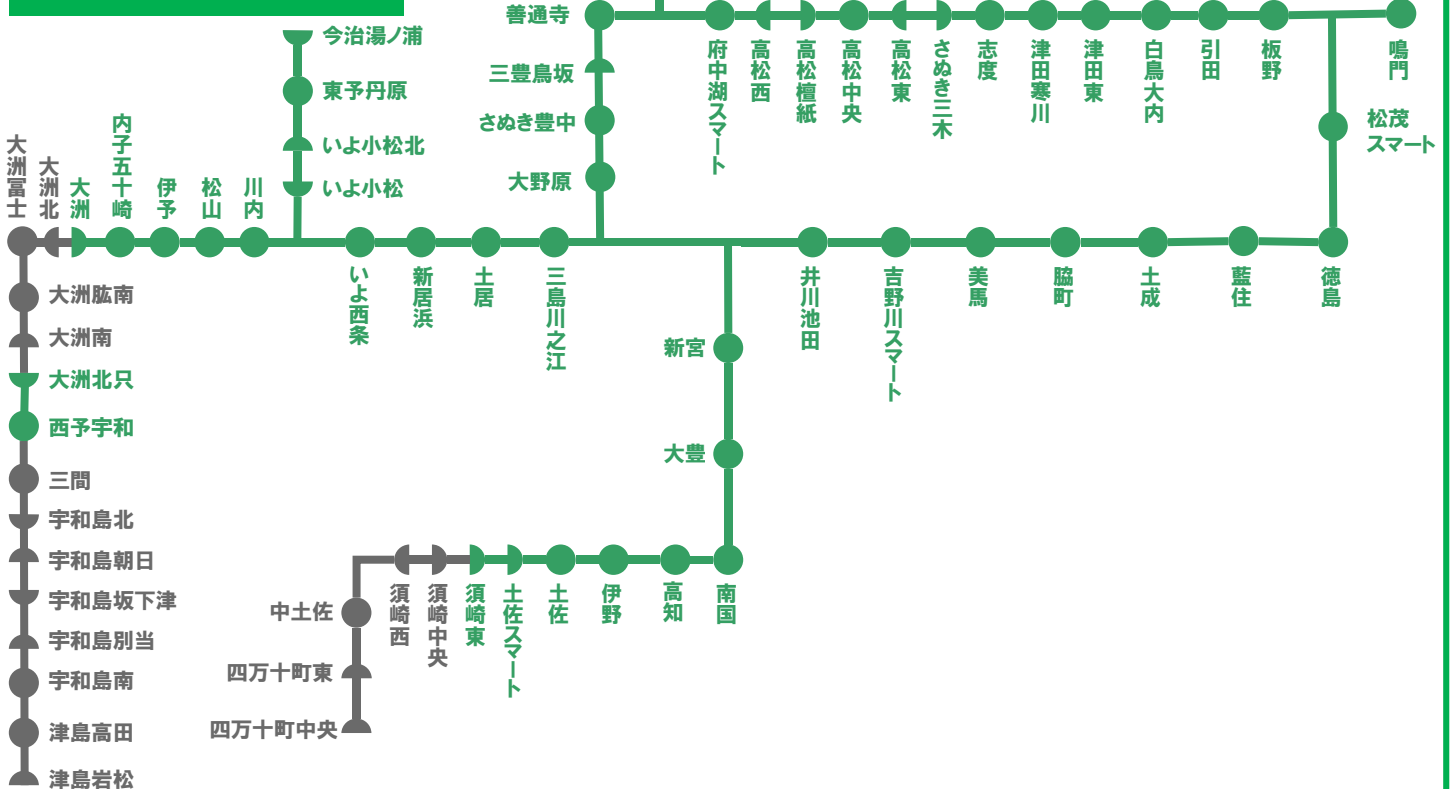 善通寺
三豊鳥坂
さぬき豊中
大野原
府中湖スマート
高松西
高松檀紙
高松中央
高松東
さぬき三木
志度
津田寒川
津田東
白鳥大内
引田
板野
鳴門
松茂
スマート
今治湯ノ浦
東予丹原
いよ小松北
いよ小松
大洲冨士
大洲北
大洲
内子五十崎
伊予
松山
川内
いよ西条
新居浜
土居
三島川之江
井川池田
吉野川スマート
美馬
脇町
土成
藍住
徳島
新宮
大豊
大洲肱南
大洲南
大洲北只
西予宇和
三間
宇和島北
宇和島朝日
宇和島坂下津
宇和島別当
宇和島南
津島高田
津島岩松
須崎西
須崎中央
須崎東
土佐スマート
土佐
伊野
高知
南国
中土佐
四万十町東
四万十町中央